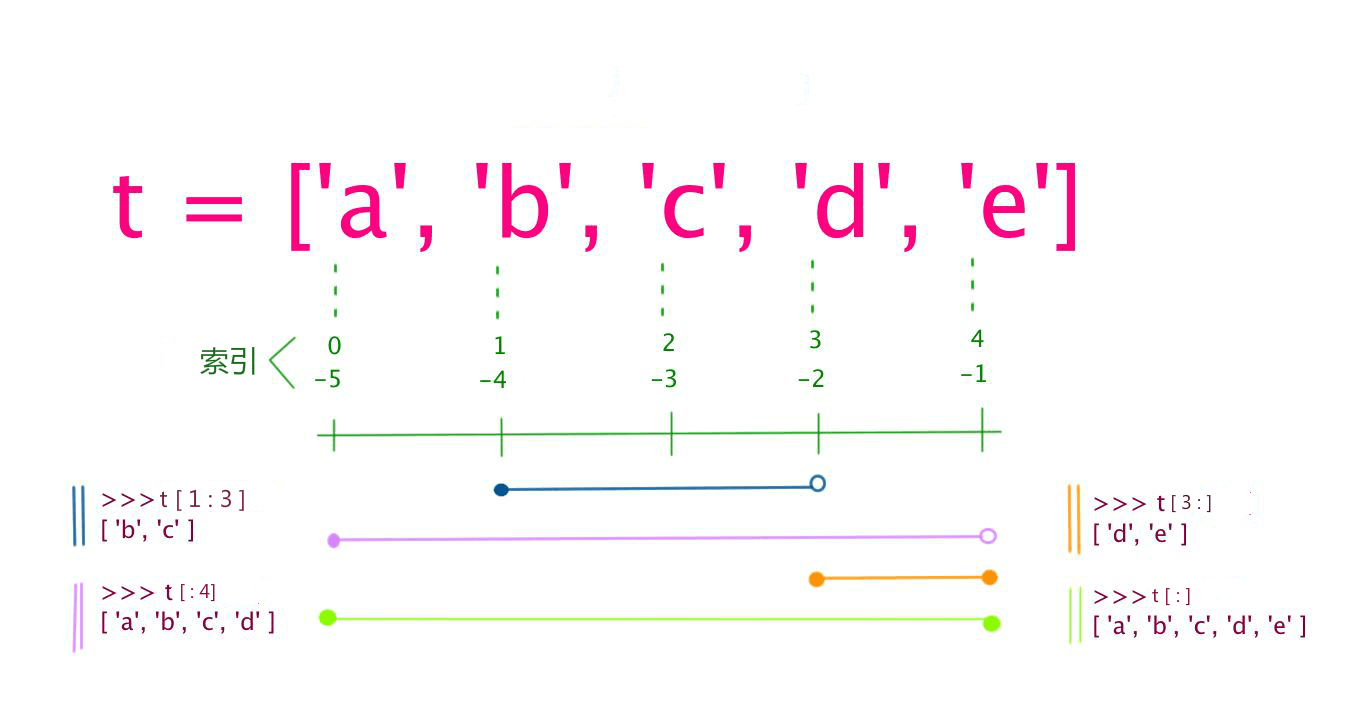 t = ['a', 'b', 'c', 'd', 'e']
索引
0 1 2 3 4
-5 -4 -3 -2 -1
>>>t[1:3]
['b', 'c']
>>> t[:4]
['a', 'b', 'c', 'd']
>>> t[3:]
['d', 'e']
>>>t[:]
['a', 'b', 'c', 'd', 'e']